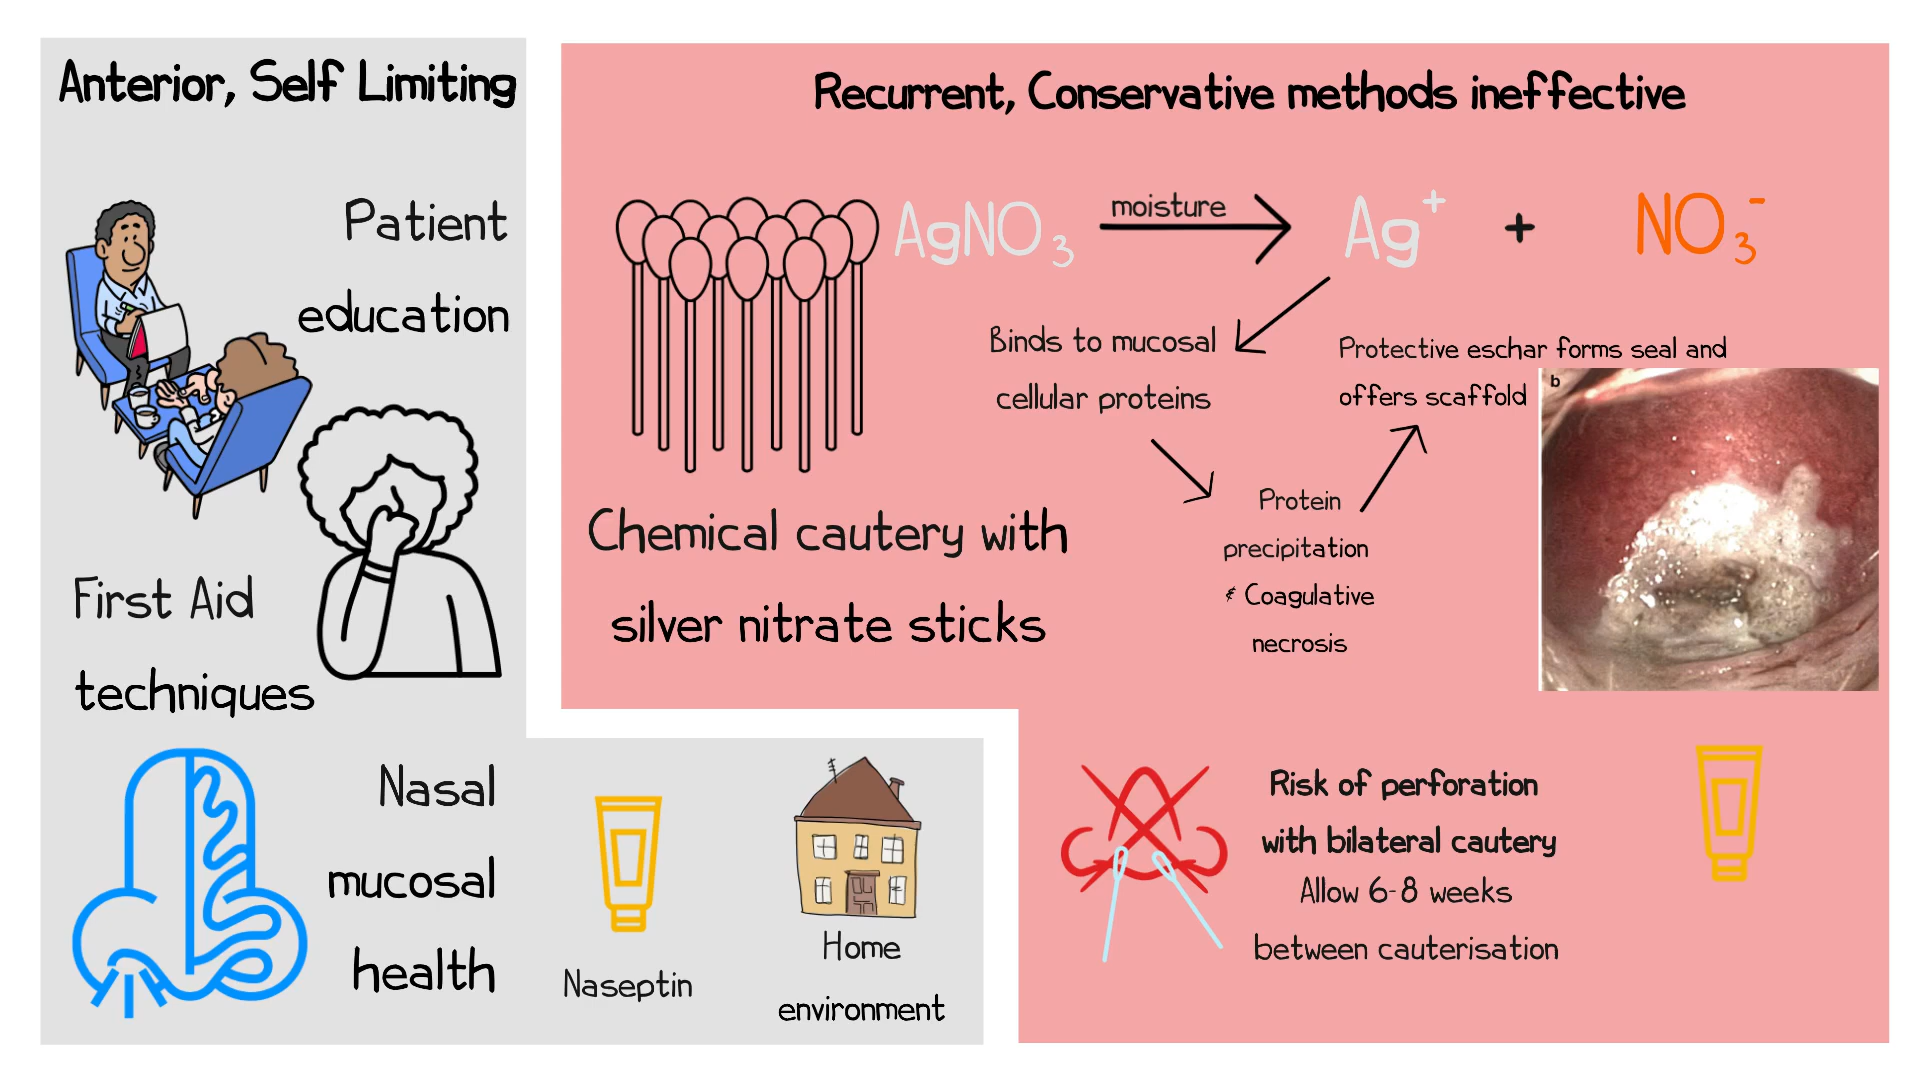 Anterior, Self Limiting
Patient
education
First Aid
techniques
Nasal
mucosal
health
Naseptin
Home
environment
Recurrent, Conservative methods ineffective
AgNO₃
moisture
Ag⁺
+
NO₃⁻
Binds to mucosal
cellular proteins
Protein
precipitation
& Coagulative
necrosis
Protective eschar forms seal and
offers scaffold
b
Chemical cautery with
silver nitrate sticks
Risk of perforation
with bilateral cautery
Allow 6-8 weeks
between cauterisation